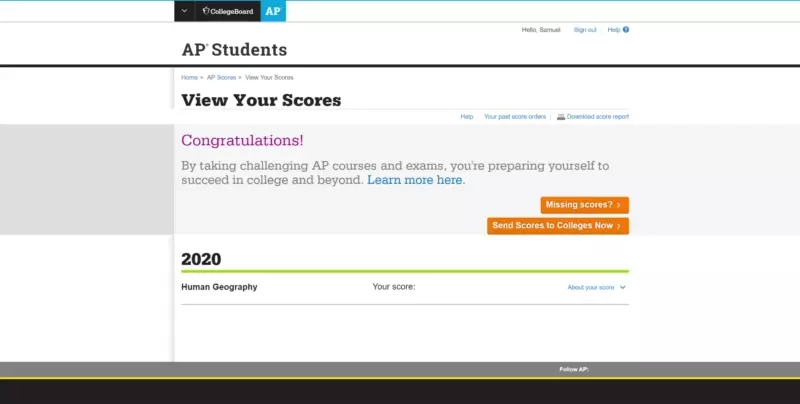 CollegeBoard AP®
Hello, Samuel Sign out Help ?
AP® Students
Home > AP Scores > View Your Scores
View Your Scores
Help Your past score orders Download score report
Congratulations!
By taking challenging AP courses and exams, you're preparing yourself to
succeed in college and beyond. Learn more here.
Missing scores? >
Send Scores to Colleges Now >
2020
Human Geography Your score: About your score
Follow AP: